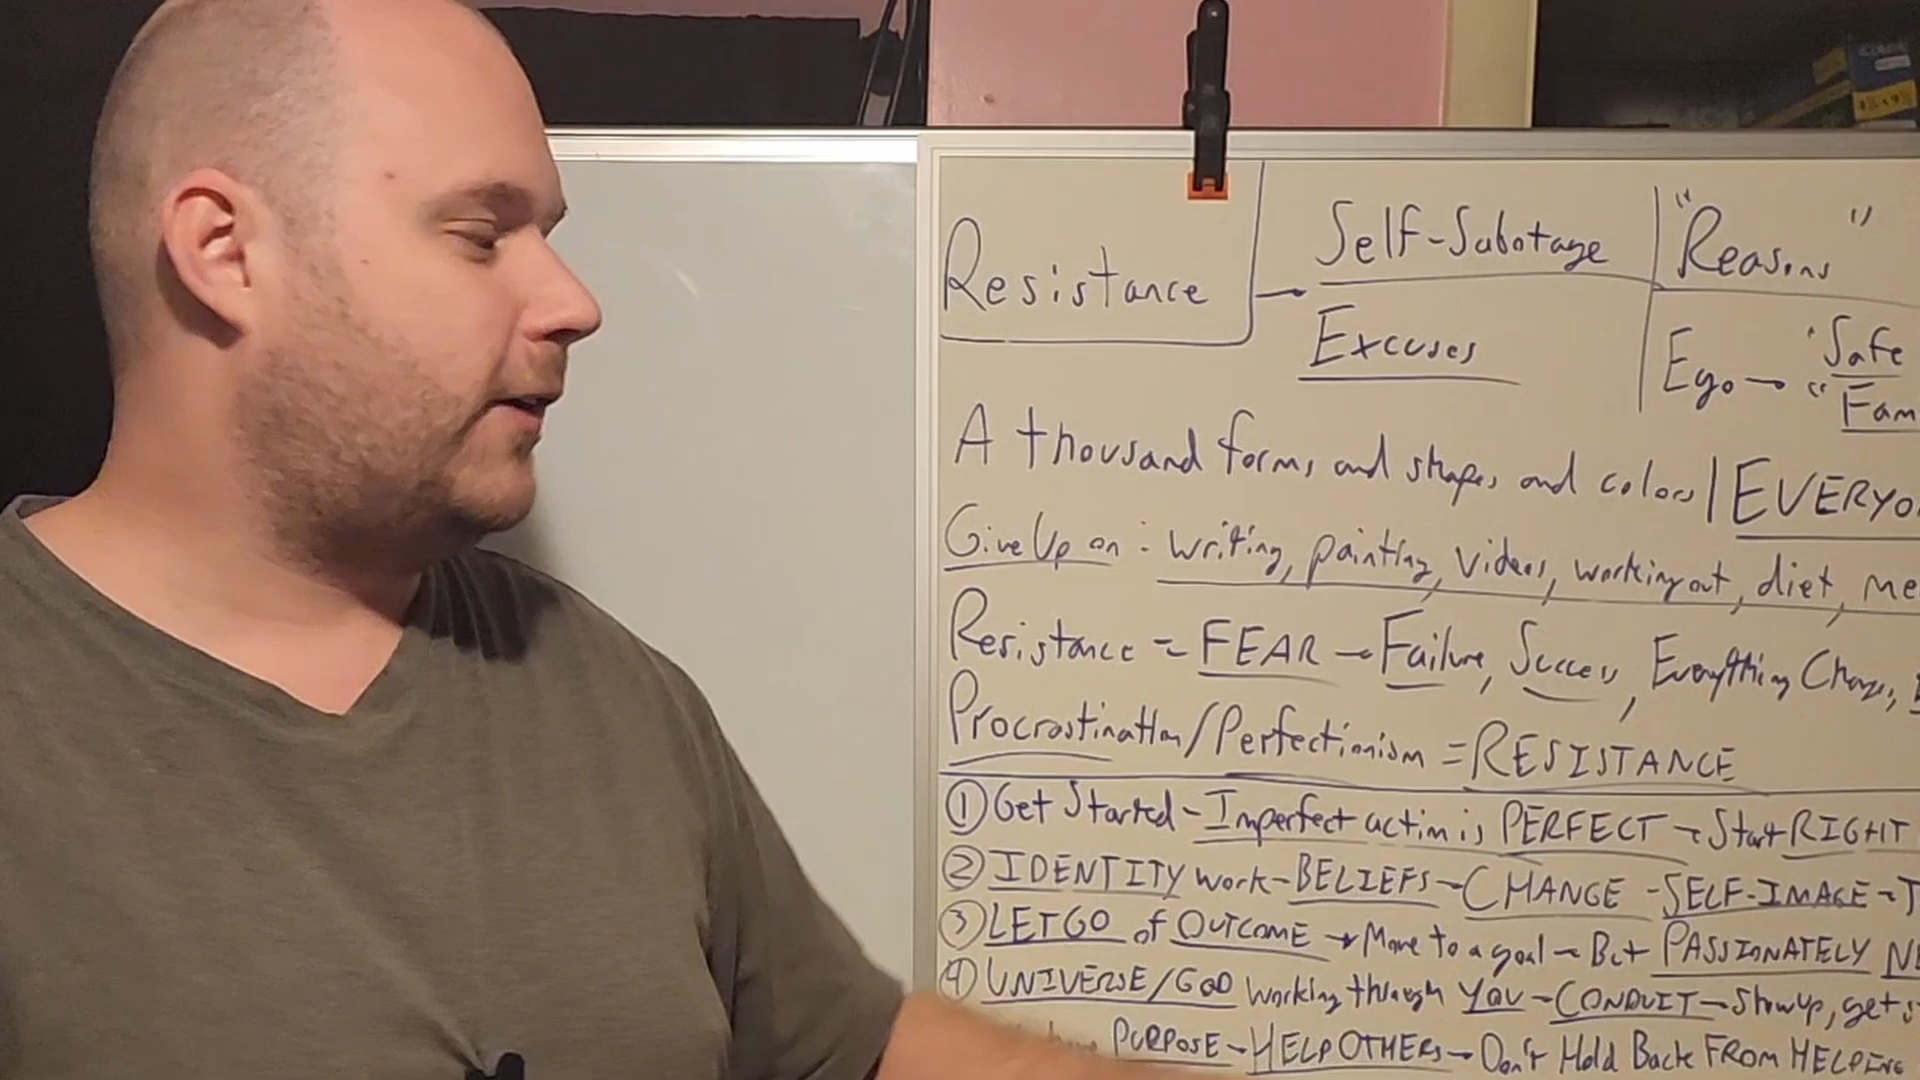 Resistance → Self-Sabotage | "Reasons"
Excuses
Ego → "Safe
"Fam
A thousand forms and shapes and colors | EVERYO
Give Up on: writing, painting, videos, working out, diet, me
Resistance = FEAR → Failure, Success, Everything Changes,
Procrastination/Perfectionism = RESISTANCE
① Get Started - Imperfect action is PERFECT → Start RIGHT
② IDENTITY work - BELIEFS → CHANGE - SELF-IMAGE → T
③ LET GO of OUTCOME → Move to a goal - But PASSIONATELY NE
④ UNIVERSE/GOD working through YOU - CONDUIT → Show up, get s
PURPOSE → HELP OTHERS → Don't Hold Back FROM HELPING